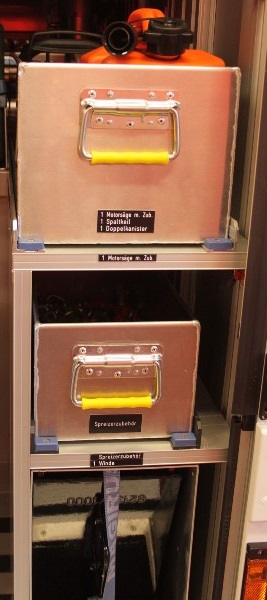 1 Motorsäge m. Zub.
1 Spaltkeil
1 Doppelkanister
1 Motorsäge m. Zub.
Spreizerzubehör
Spreizerzubehör
1 Winde